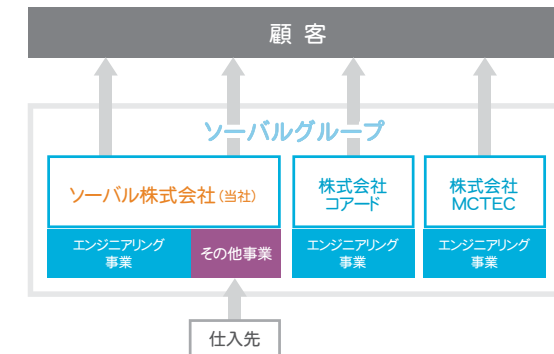 顧客
ソーバルグループ
ソーバル株式会社(当社)
株式会社
コアード
株式会社
MCTEC
エンジニアリング
事業
その他事業
エンジニアリング
事業
エンジニアリング
事業
仕入先